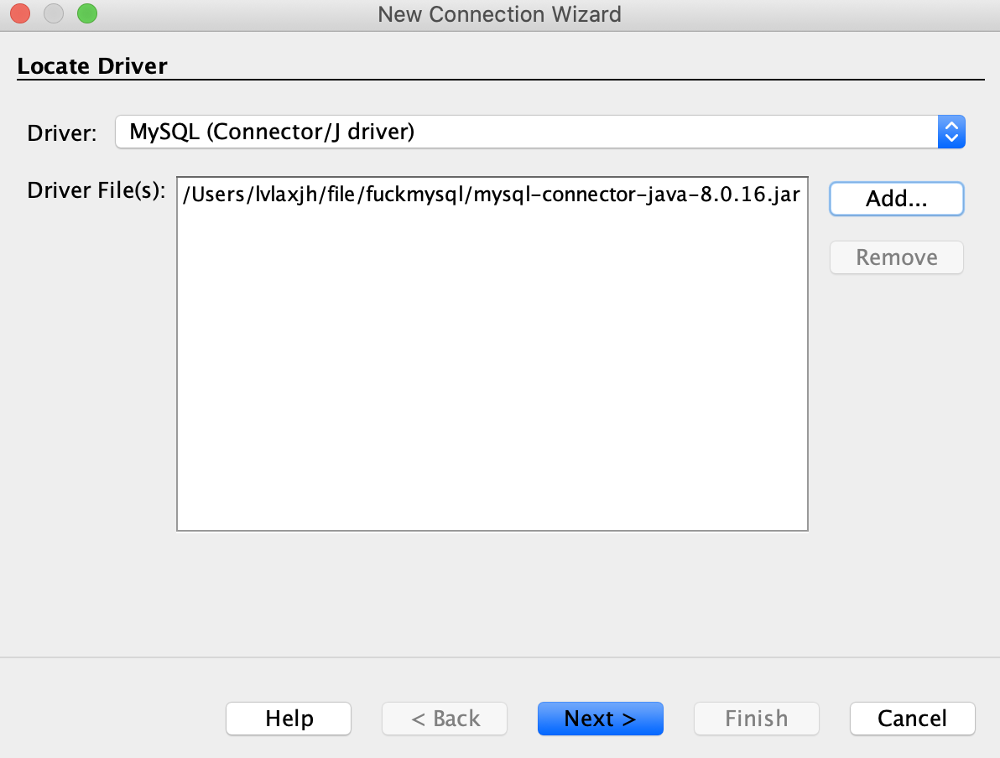 New Connection Wizard
Locate Driver
Driver: MySQL (Connector/J driver)
Driver File(s): /Users/lvlaxjh/file/fuckmysql/mysql-connector-java-8.0.16.jar
Add...
Remove
Help < Back Next > Finish Cancel